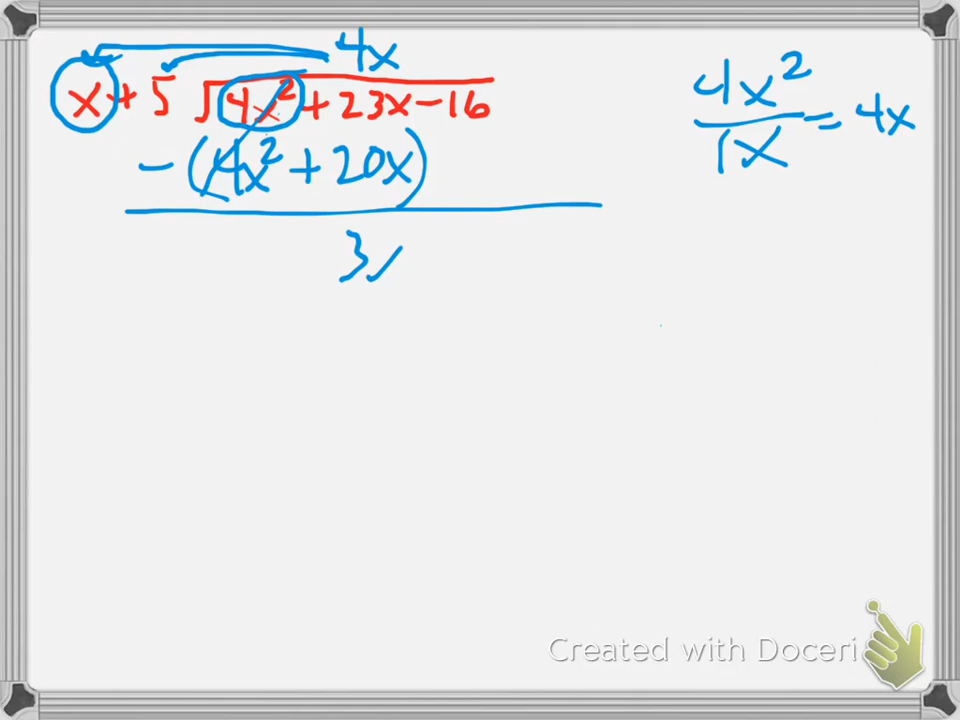 4x
x + 5 √4x² + 23x - 16
- (4x² + 20x)
3
4x²/1x = 4x
Created with Doceri